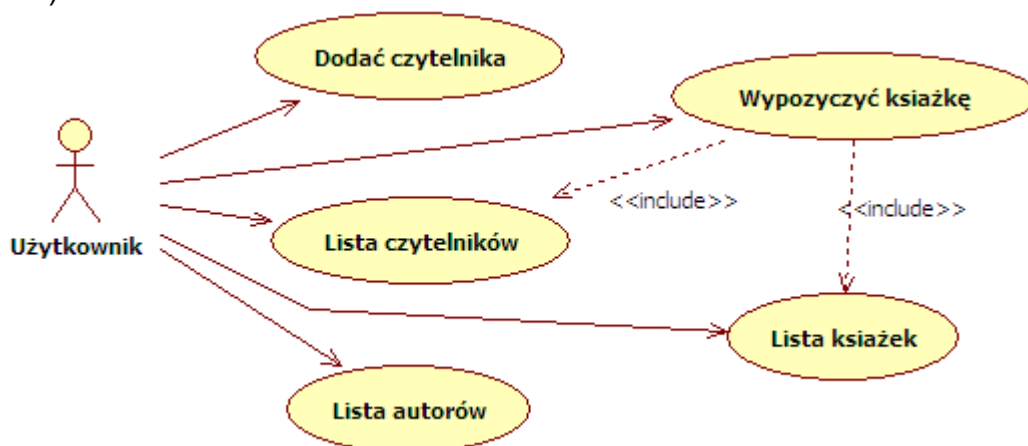 )
Dodać czytelnika
Wypozyczyć ksiażkę
<<include>>
<<include>>
Użytkownik
Lista czytelników
Lista ksiażek
Lista autorów